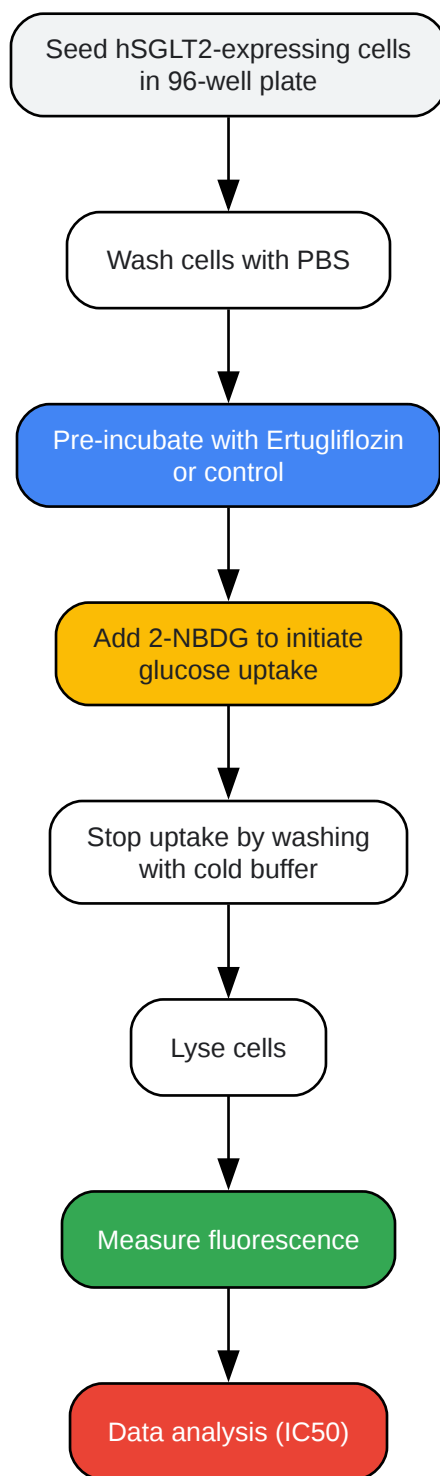 Seed hSGLT2-expressing cells
in 96-well plate
Wash cells with PBS
Pre-incubate with Ertugliflozin
or control
Add 2-NBDG to initiate
glucose uptake
Stop uptake by washing
with cold buffer
Lyse cells
Measure fluorescence
Data analysis (IC50)